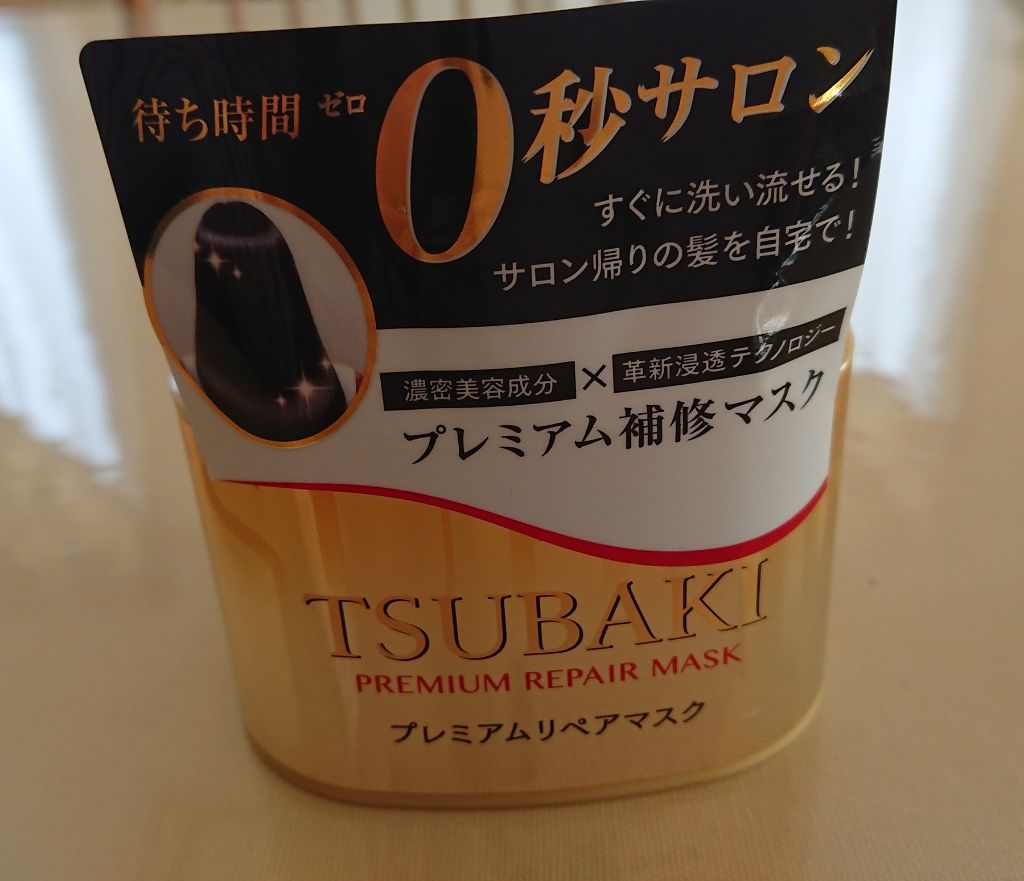 待ち時間 ゼロ 0秒サロン
すぐに洗い流せる！
サロン帰りの髪を自宅で！
濃密美容成分×革新浸透テクノロジー
プレミアム補修マスク
TSUBAKI
PREMIUM REPAIR MASK
プレミアムリペアマスク